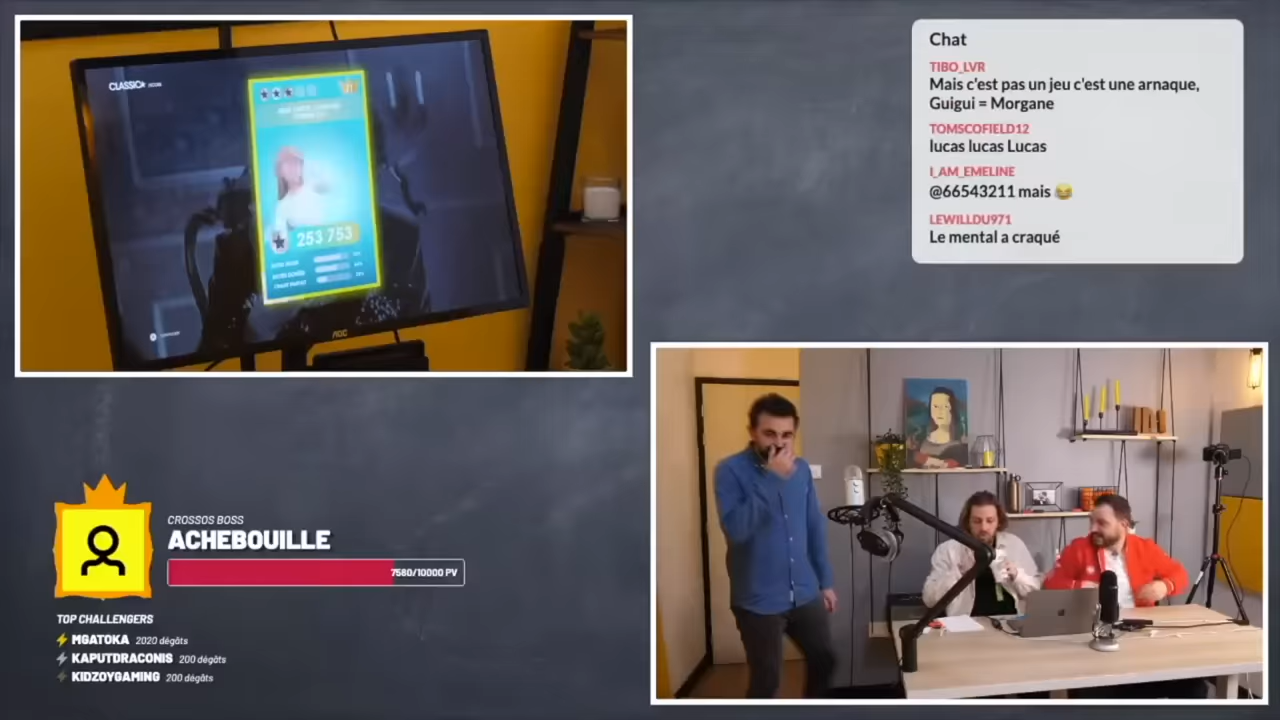 CLASSIC
253 753
AOC
Chat
TIBO_LVR
Mais c'est pas un jeu c'est une arnaque,
Guigui = Morgane
TOMSCOFIELD12
lucas lucas Lucas
I_AM_EMELINE
@66543211 mais 😂
LEWILLDU971
Le mental a craqué
CROSSOS BOSS
ACHEBOUILLE
7580/10000 PV
TOP CHALLENGERS
MGATOKA 2020 dégâts
KAPUTDRACONIS 200 dégâts
KIDZOYGAMING 200 dégâts